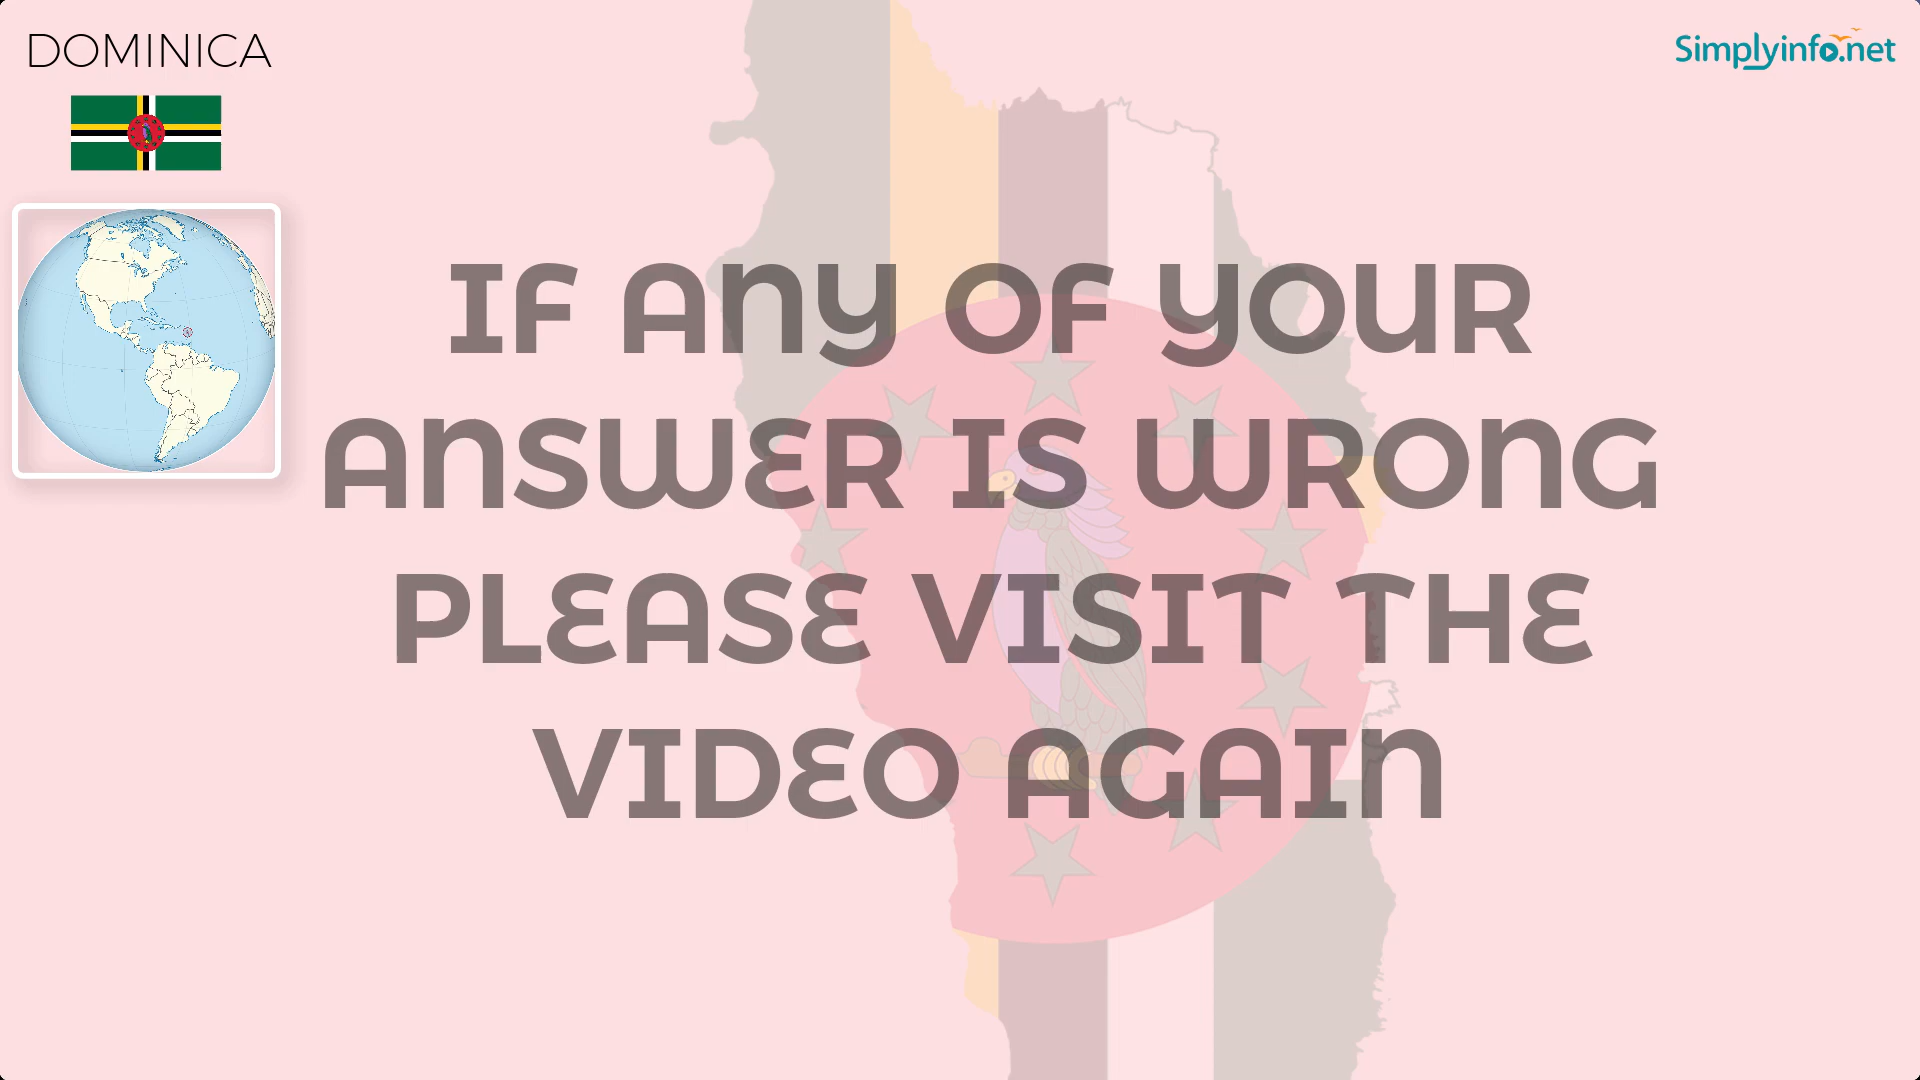 DOMINICA
Simplyinfo.net
IF ANY OF YOUR
ANSWER IS WRONG
PLEASE VISIT THE
VIDEO AGAIN